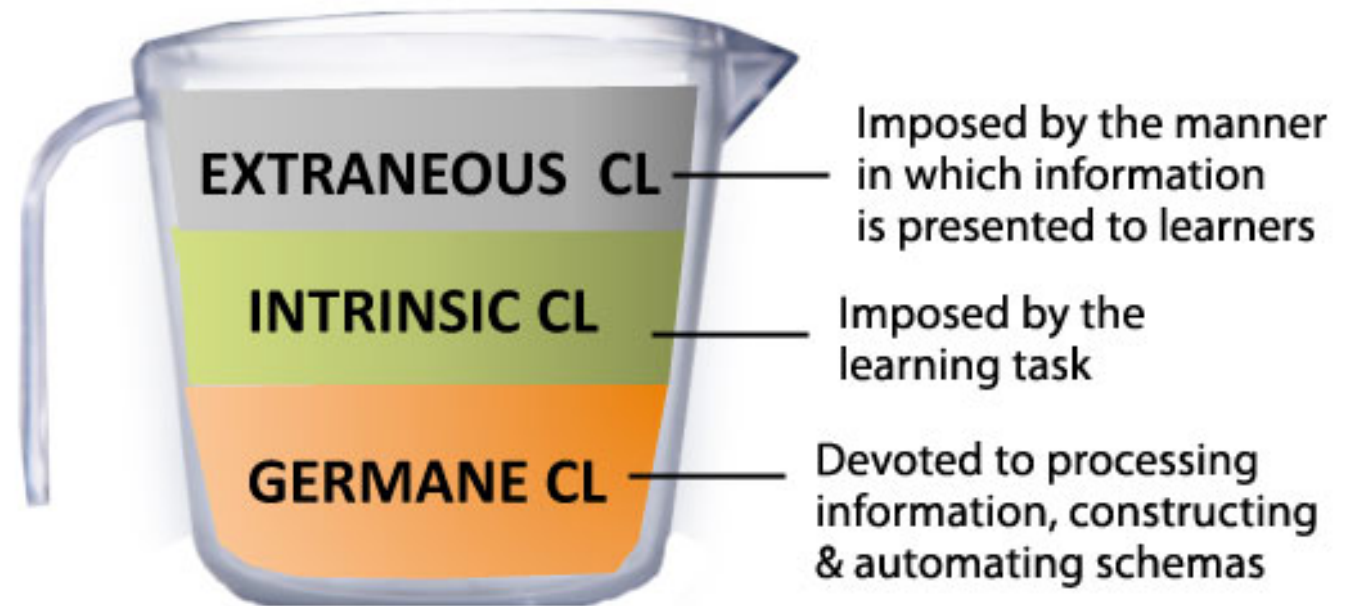 EXTRANEOUS CL
Imposed by the manner
in which information
is presented to learners
INTRINSIC CL
Imposed by the
learning task
GERMANE CL
Devoted to processing
information, constructing
& automating schemas